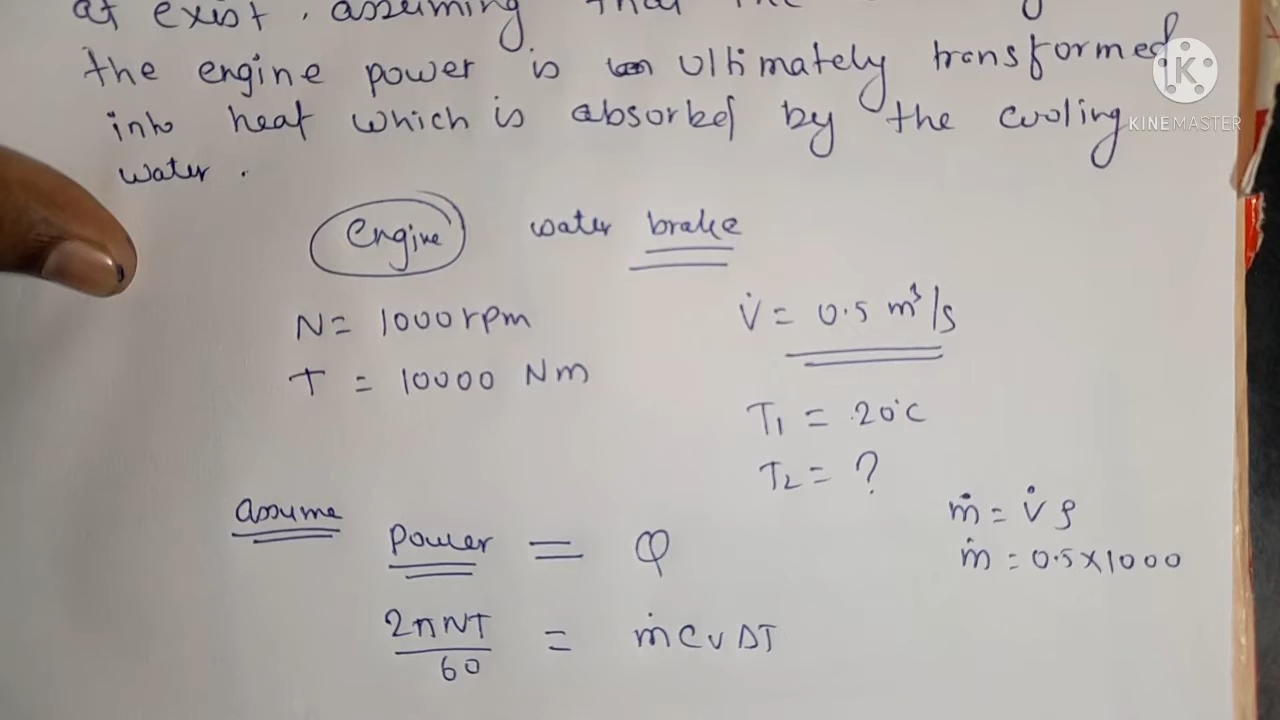 at exist. assuming that the
the engine power is ultimately transformed
into heat which is absorbed by the cooling
water.
KINEMASTER
engine water brake
N = 1000 rpm
V̇ = 0.5 m³/s
T = 10000 Nm
T₁ = 20°C
T₂ = ?
assume
ṁ = V̇ ρ
Power = Q
ṁ = 0.5×1000
2πNT/60 = ṁ Cv ΔT